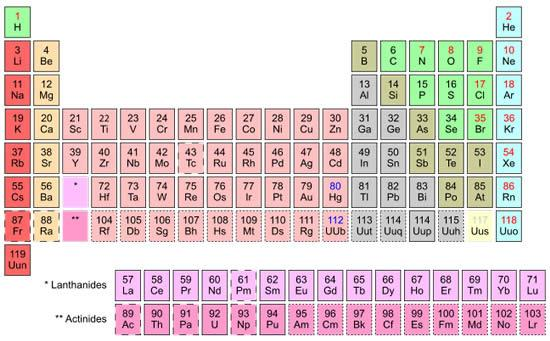 1 2
H He
3 4 5 6 7 8 9 10
Li Be B C N O F Ne
11 12 13 14 15 16 17 18
Na Mg Al Si P S Cl Ar
19 20 21 22 23 24 25 26 27 28 29 30 31 32 33 34 35 36
K Ca Sc Ti V Cr Mn Fe Co Ni Cu Zn Ga Ge As Se Br Kr
37 38 39 40 41 42 43 44 45 46 47 48 49 50 51 52 53 54
Rb Sr Y Zr Nb Mo Tc Ru Rh Pd Ag Cd In Sn Sb Te I Xe
55 56 * 72 73 74 75 76 77 78 79 80 81 82 83 84 85 86
Cs Ba Hf Ta W Re Os Ir Pt Au Hg Tl Pb Bi Po At Rn
87 88 ** 104 105 106 107 108 109 110 111 112 113 114 115 115 117 118
Fr Ra Rf Db Sg Bh Hs Mt Ds Rg UUb Uut Uuq Uup Uuh Uus Uuo
119
Uun
* Lanthanides 57 58 59 60 61 62 63 64 65 66 67 68 69 70 71
La Ce Pr Nd Pm Sm Eu Gd Tb Dy Ho Er Tm Yb Lu
** Actinides 89 90 91 92 93 94 95 96 97 98 99 100 101 102 103
Ac Th Pa U Np Pu Am Cm Bk Cf Es Fm Md No Lr